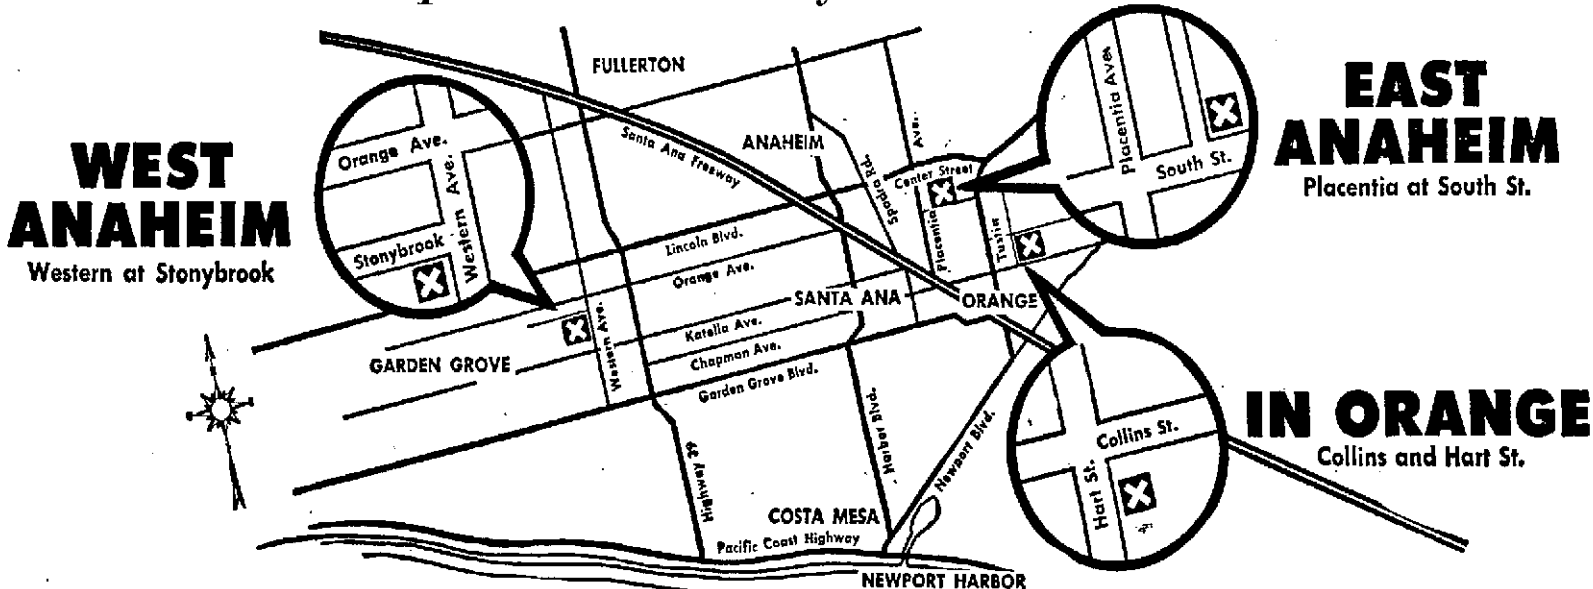 FULLERTON
ANAHEIM
Santa Ana Freeway
WEST
ANAHEIM
Western at Stonybrook
Orange Ave.
Western Ave.
Stonybrook
EAST
ANAHEIM
Placentia at South St.
Placentia Ave.
South St.
Ave.
Center Street
Spadra Rd.
Placentia
Tustin
Lincoln Blvd.
Orange Ave.
SANTA ANA
ORANGE
Katella Ave.
Western Ave.
GARDEN GROVE
Chapman Ave.
Garden Grove Blvd.
Harbor Blvd.
Newport Blvd.
Highway 39
IN ORANGE
Collins and Hart St.
Collins St.
Hart St.
COSTA MESA
Pacific Coast Highway
NEWPORT HARBOR